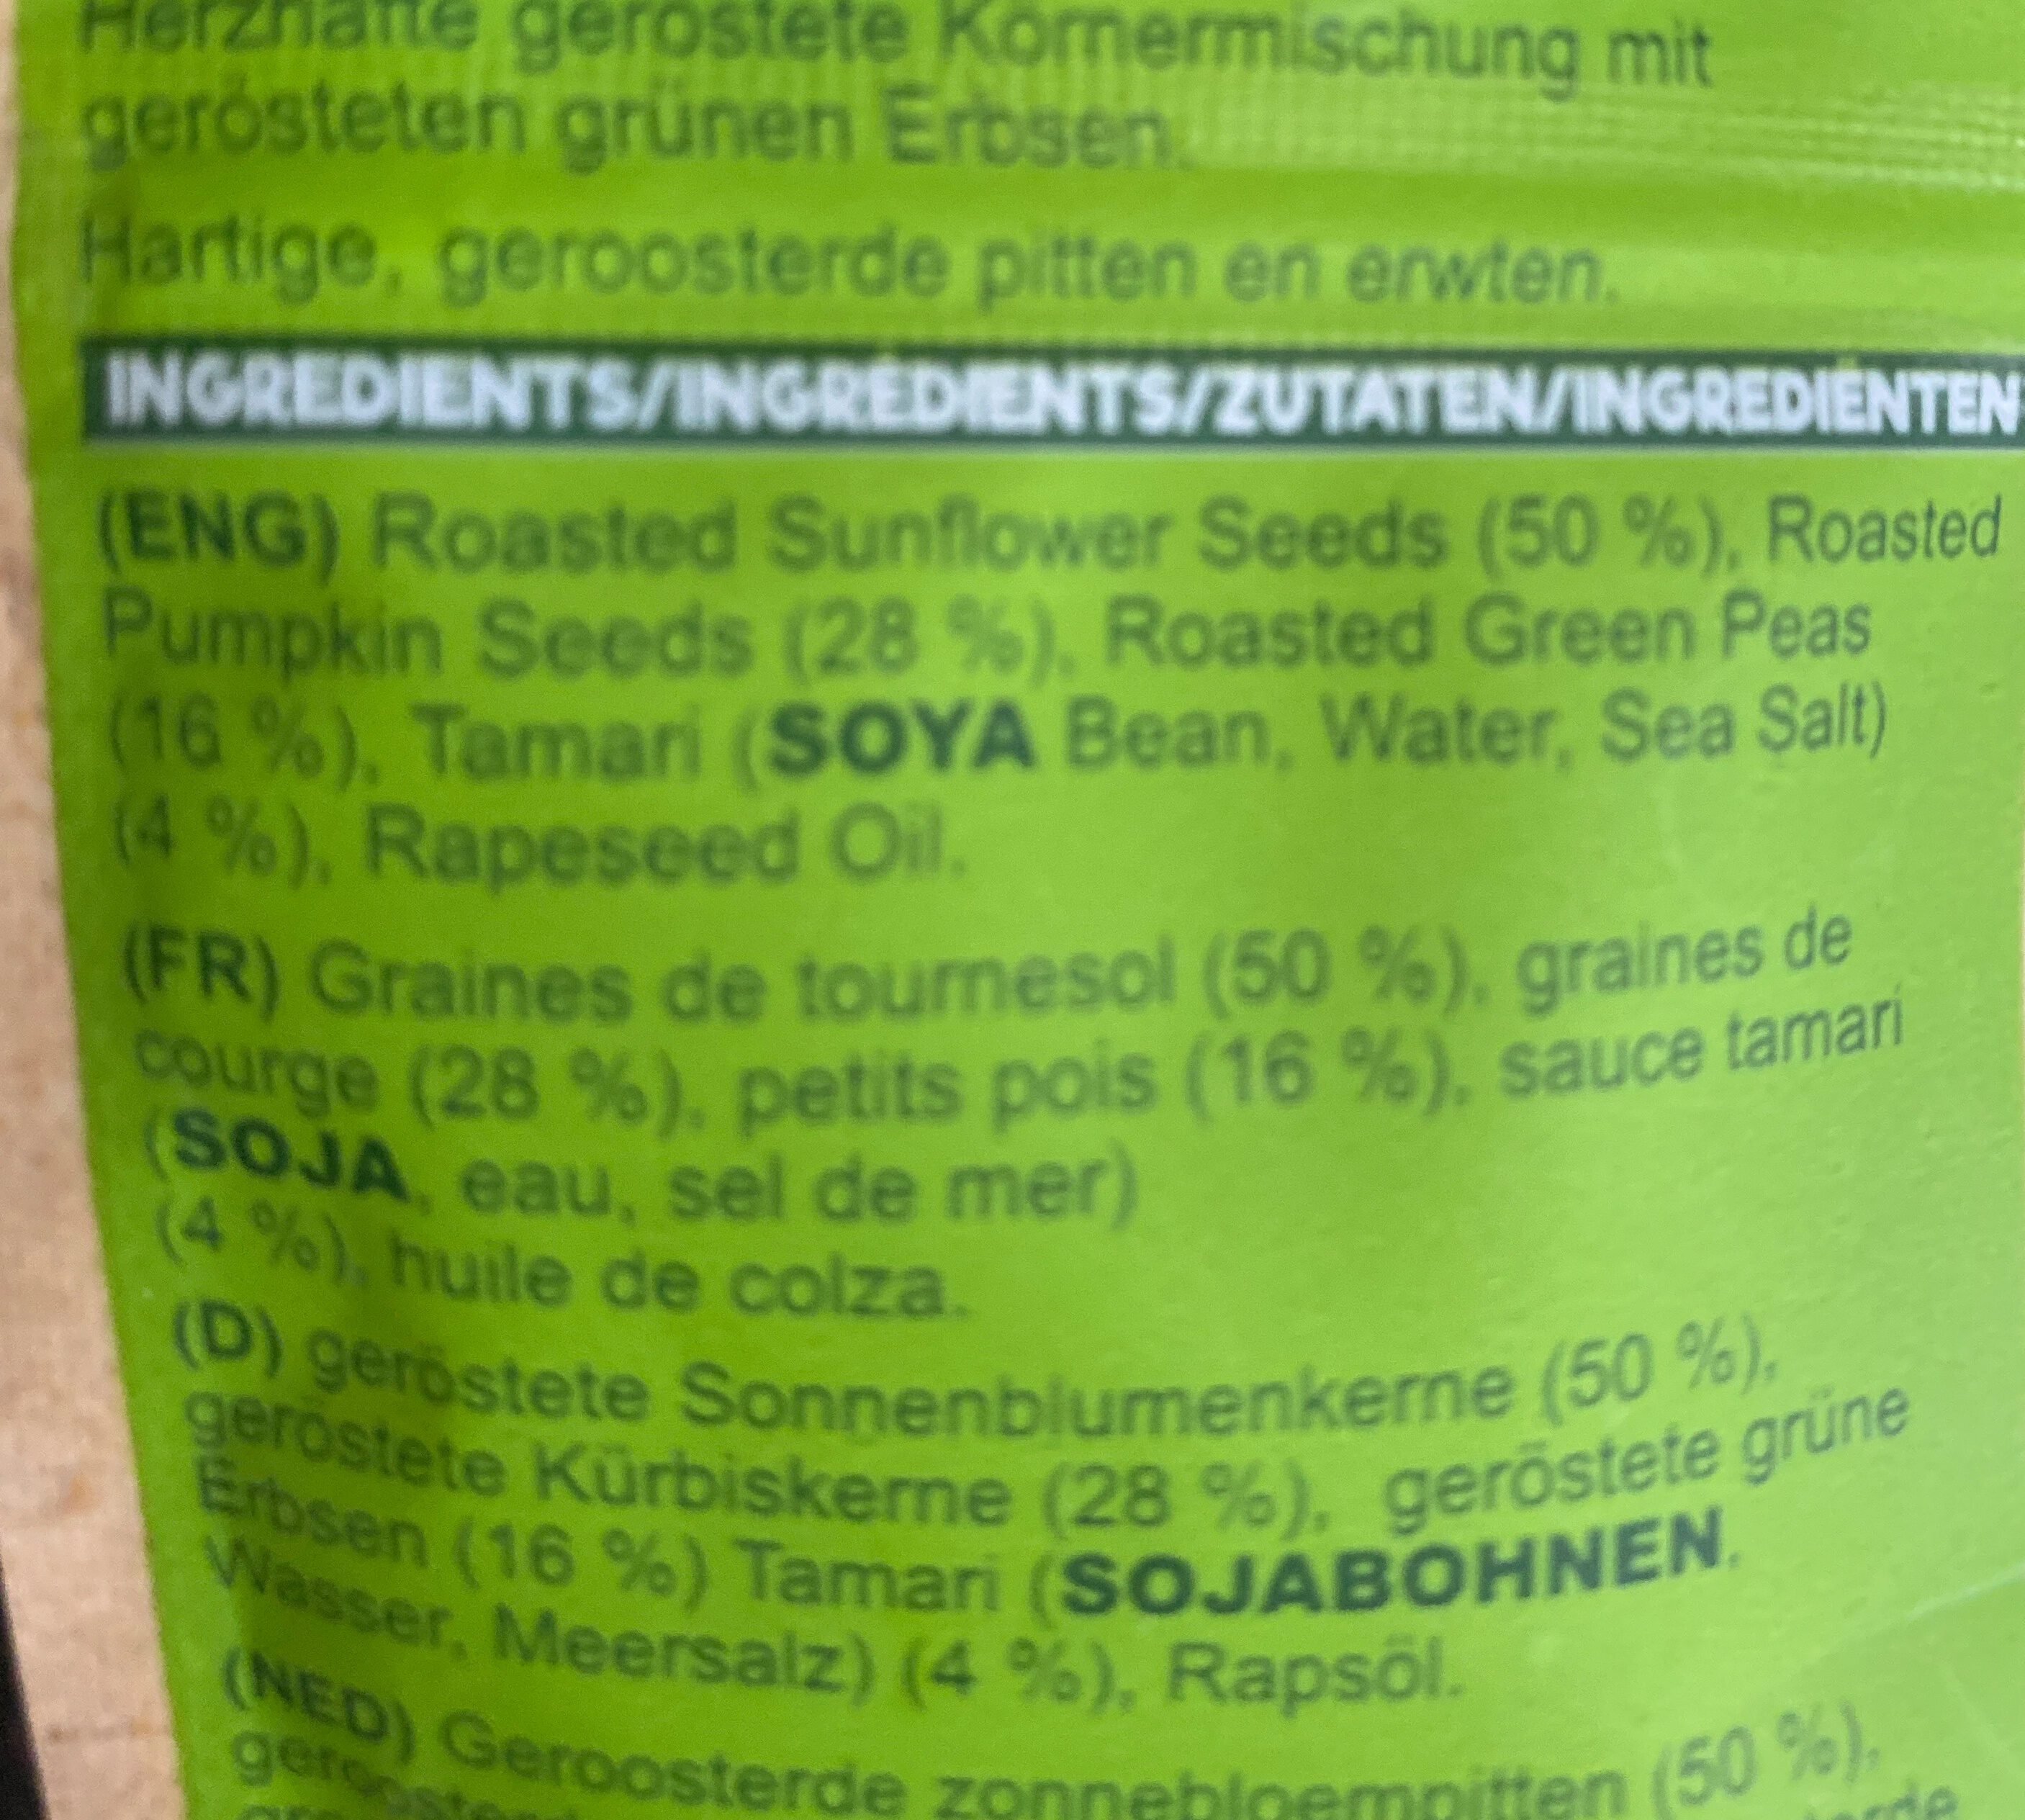 Herzhafte geröstete Körnermischung mit
gerösteten grünen Erbsen.
Hartige, geroosterde pitten en erwten.
INGREDIENTS/INGRÉDIENTS/ZUTATEN/INGREDIËNTEN
(ENG) Roasted Sunflower Seeds (50 %), Roasted
Pumpkin Seeds (28 %), Roasted Green Peas
(16 %), Tamari (SOYA Bean, Water, Sea Salt)
(4 %), Rapeseed Oil.
(FR) Graines de tournesol (50 %), graines de
courge (28 %), petits pois (16 %), sauce tamari
(SOJA, eau, sel de mer)
(4 %), huile de colza.
(D) geröstete Sonnenblumenkerne (50 %),
geröstete Kürbiskerne (28 %), geröstete grüne
Erbsen (16 %) Tamari (SOJABOHNEN,
Wasser, Meersalz) (4 %), Rapsöl.
(NED) Geroosterde zonnebloempitten (50 %),